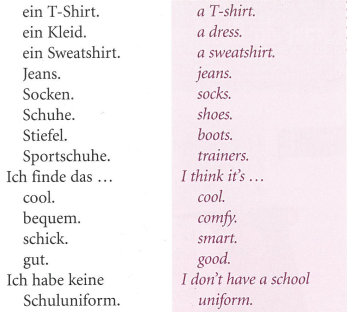 ein T-Shirt.
ein Kleid.
ein Sweatshirt.
Jeans.
Socken.
Schuhe.
Stiefel.
Sportschuhe.
Ich finde das …
cool.
bequem.
schick.
gut.
Ich habe keine
Schuluniform.
a T-shirt.
a dress.
a sweatshirt.
jeans.
socks.
shoes.
boots.
trainers.
I think it's …
cool.
comfy.
smart.
good.
I don't have a school
uniform.